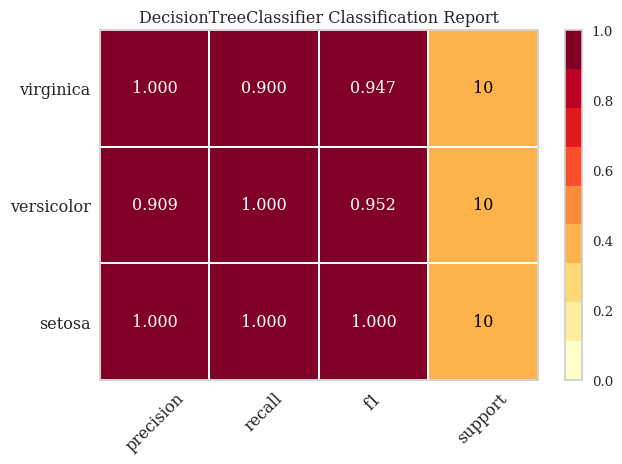 DecisionTreeClassifier Classification Report
virginica 1.000 0.900 0.947 10
versicolor 0.909 1.000 0.952 10
setosa 1.000 1.000 1.000 10
precision recall f1 support
1.0
0.8
0.6
0.4
0.2
0.0